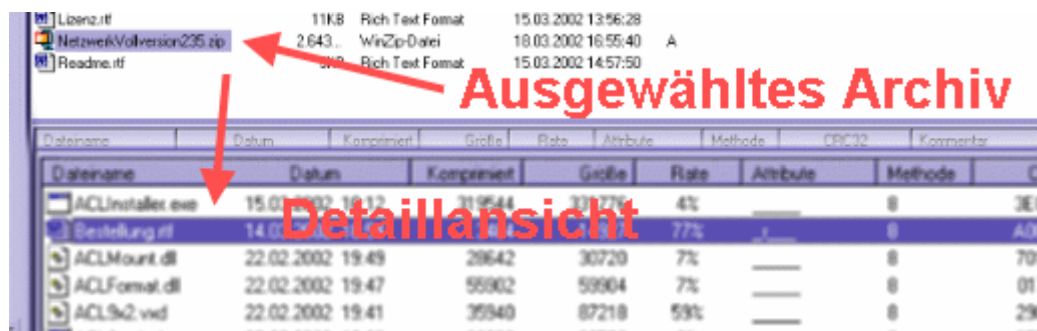 Lizenz.rtf 11KB Rich Text Format 15.03.2002 13:56:28
NetzwerkVollversion235.zip 2.643... WinZip-Datei 18.03.2002 16:55:40 A
Readme.rtf Rich Text Format 15.03.2002 14:57:50
Ausgewähltes Archiv
Dateiname Datum Komprimiert Größe Rate Attribute Methode CRC32 Kommentar
Dateiname Datum Komprimiert Größe Rate Attribute Methode
ACLInstaller.exe 15.03.2002 18:12 319544 331776 4% 8
Detaillansicht
Bestellung.rtf 77% 8
ACLMount.dll 22.02.2002 19:49 28642 30720 7% 8
ACLFormat.dll 22.02.2002 19:47 55902 59904 7% 8
ACL9x2.vxd 22.02.2002 19:41 35940 87218 59% 8